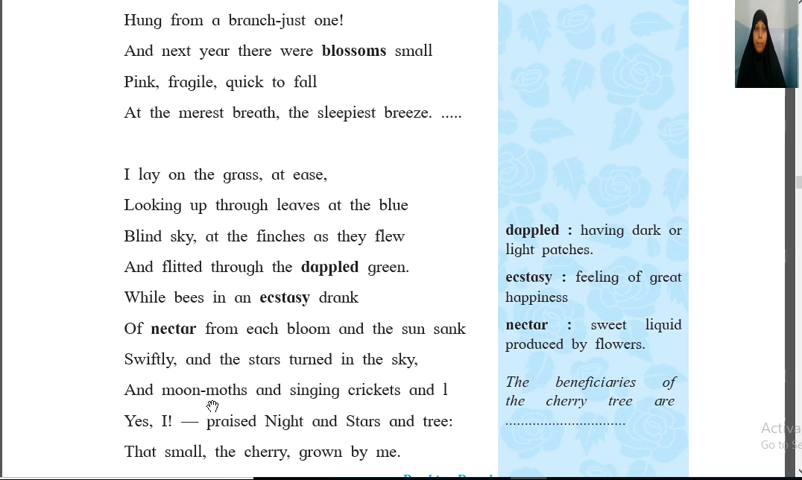 Hung from a branch-just one!
And next year there were blossoms small
Pink, fragile, quick to fall
At the merest breath, the sleepiest breeze. .....
I lay on the grass, at ease,
Looking up through leaves at the blue
Blind sky, at the finches as they flew
And flitted through the dappled green.
While bees in an ecstasy drank
Of nectar from each bloom and the sun sank
Swiftly, and the stars turned in the sky,
And moon-moths and singing crickets and l
Yes, I! — praised Night and Stars and tree:
That small, the cherry, grown by me.
dappled : having dark or
light patches.
ecstasy : feeling of great
happiness
nectar : sweet liquid
produced by flowers.
The beneficiaries of
the cherry tree are
...............................
Activa
Go to Se